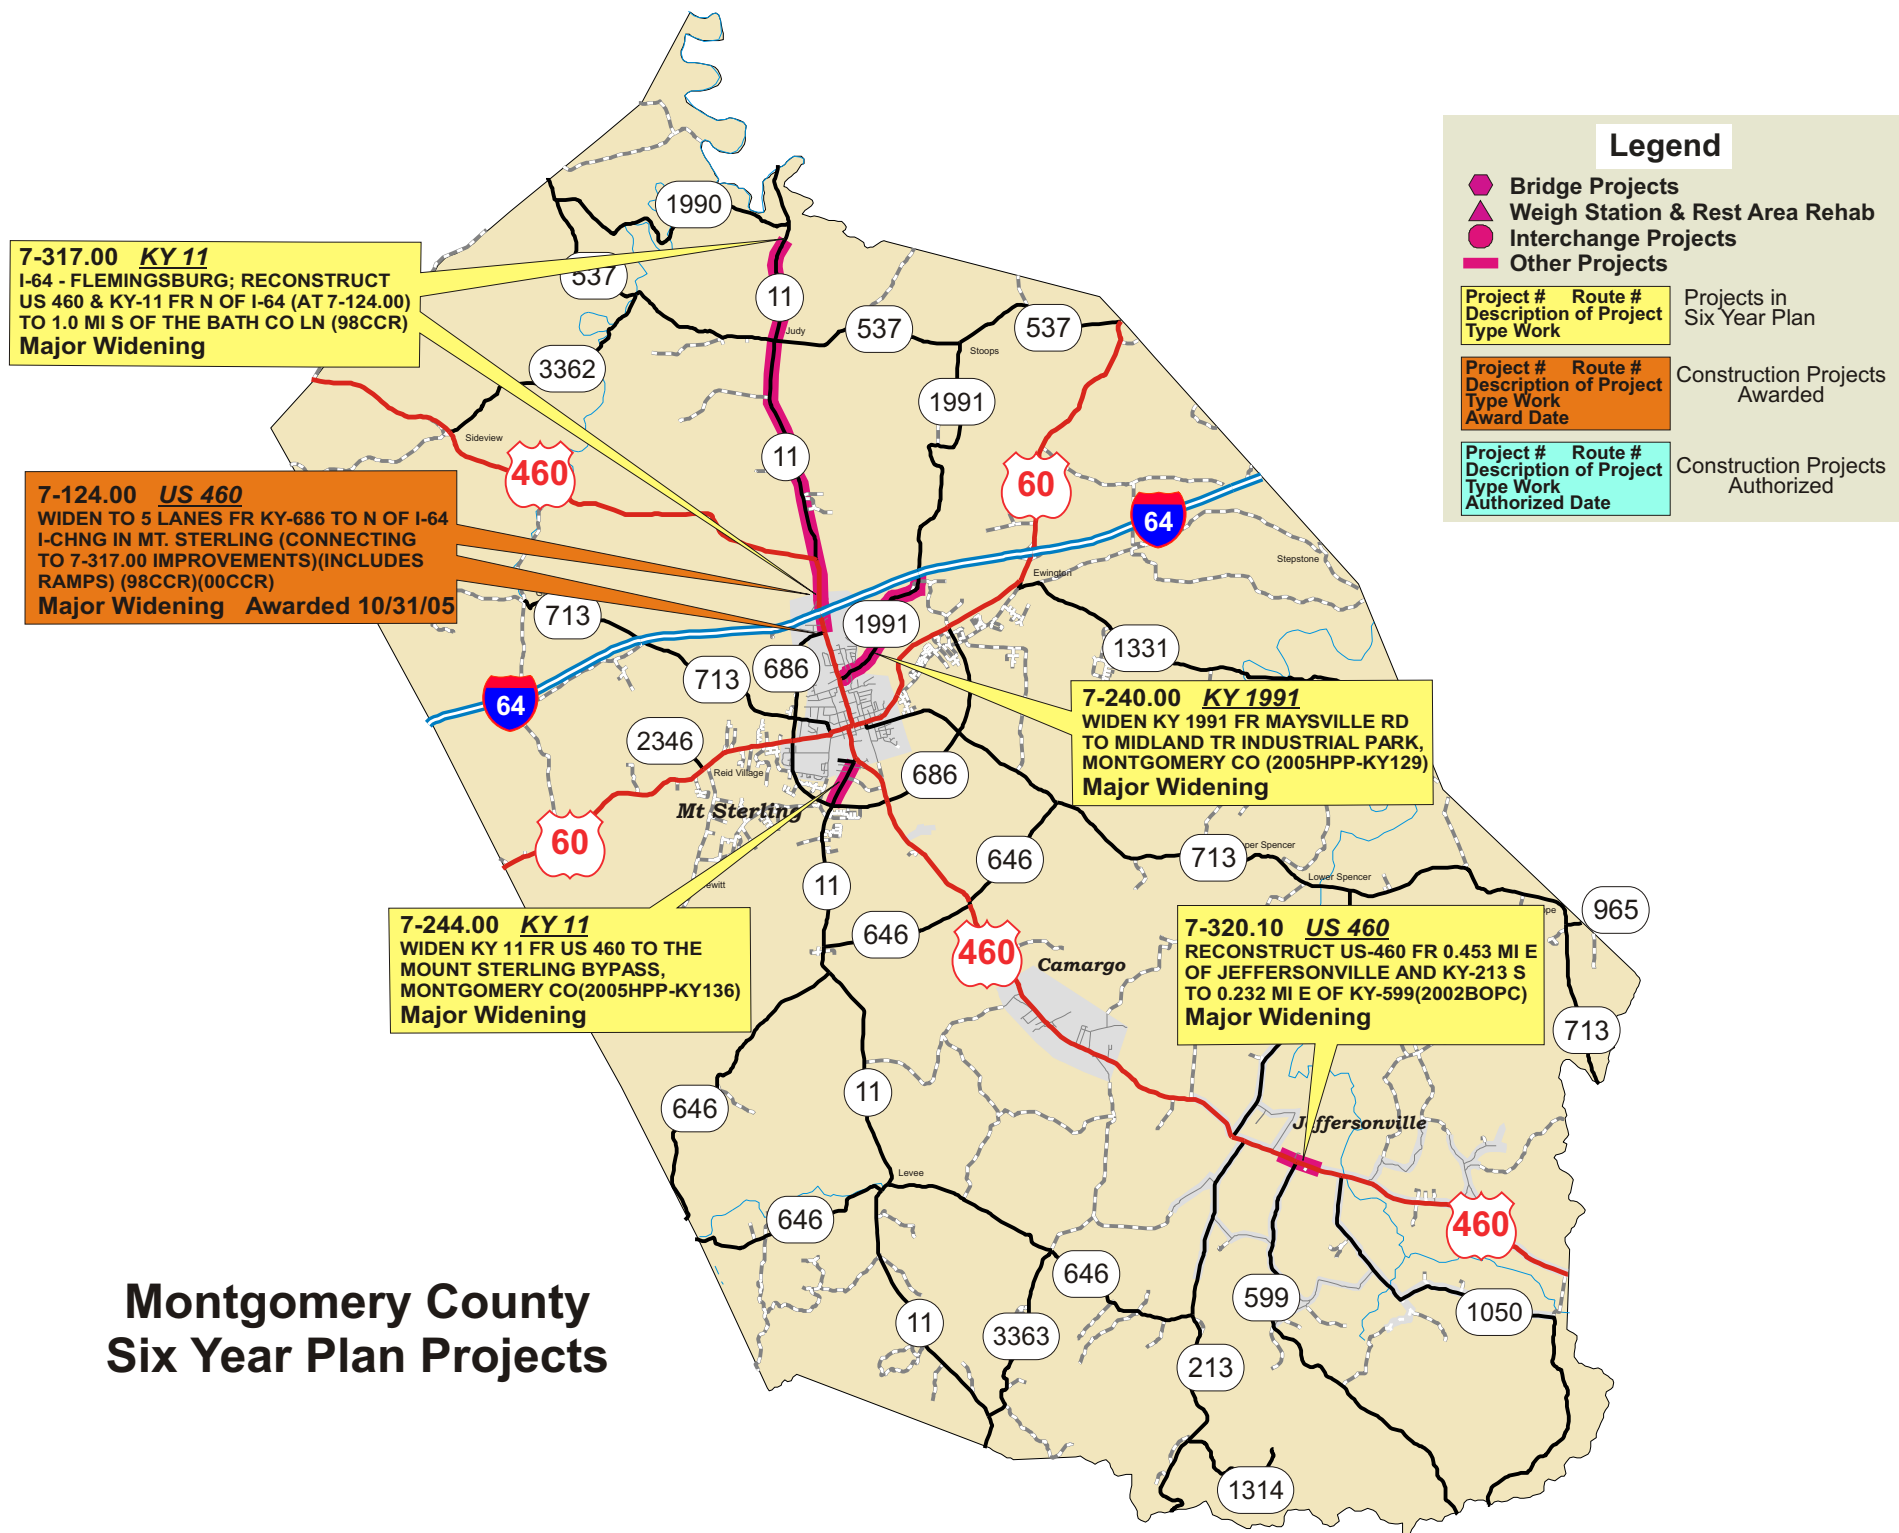 Legend
Bridge Projects
Weigh Station & Rest Area Rehab
Interchange Projects
Other Projects
Project # Route #
Description of Project
Type Work
Projects in
Six Year Plan
Project # Route #
Description of Project
Type Work
Award Date
Construction Projects
Awarded
Project # Route #
Description of Project
Type Work
Authorized Date
Construction Projects
Authorized
7-317.00 KY 11
I-64 - FLEMINGSBURG; RECONSTRUCT
US 460 & KY-11 FR N OF I-64 (AT 7-124.00)
TO 1.0 MI S OF THE BATH CO LN (98CCR)
Major Widening
7-124.00 US 460
WIDEN TO 5 LANES FR KY-686 TO N OF I-64
I-CHNG IN MT. STERLING (CONNECTING
TO 7-317.00 IMPROVEMENTS)(INCLUDES
RAMPS) (98CCR)(00CCR)
Major Widening Awarded 10/31/05
7-240.00 KY 1991
WIDEN KY 1991 FR MAYSVILLE RD
TO MIDLAND TR INDUSTRIAL PARK,
MONTGOMERY CO (2005HPP-KY129)
Major Widening
7-244.00 KY 11
WIDEN KY 11 FR US 460 TO THE
MOUNT STERLING BYPASS,
MONTGOMERY CO(2005HPP-KY136)
Major Widening
7-320.10 US 460
RECONSTRUCT US-460 FR 0.453 MI E
OF JEFFERSONVILLE AND KY-213 S
TO 0.232 MI E OF KY-599(2002BOPC)
Major Widening
1990
537
11
Judy
537
537
Stoops
3362
1991
Sideview
11
460
60
64
Stepstone
Ewington
713
1991
1331
686
713
64
2346
Reid Village
686
Mt Sterling
60
646
713
per Spencer
Lower Spencer
11
ewitt
965
646
460
Camargo
713
11
646
Jeffersonville
Levee
646
460
646
599
1050
11
3363
213
1314
Montgomery County
Six Year Plan Projects